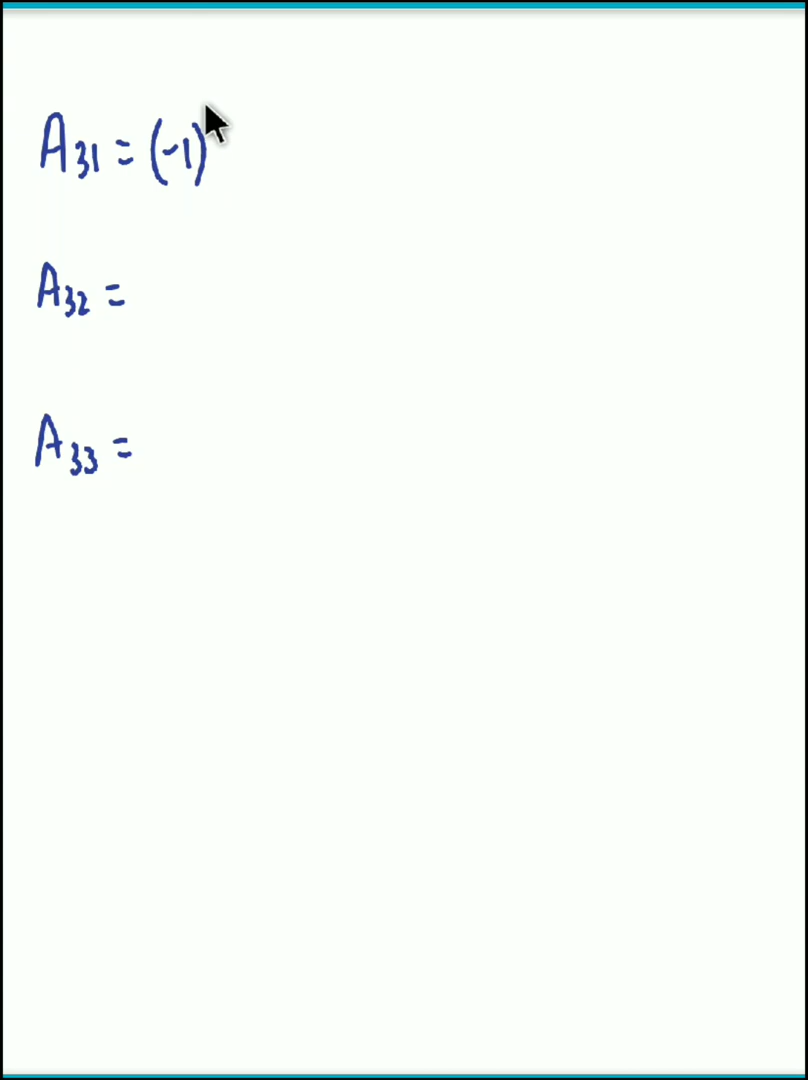 A₃₁ = (-1)
A₃₂ =
A₃₃ =